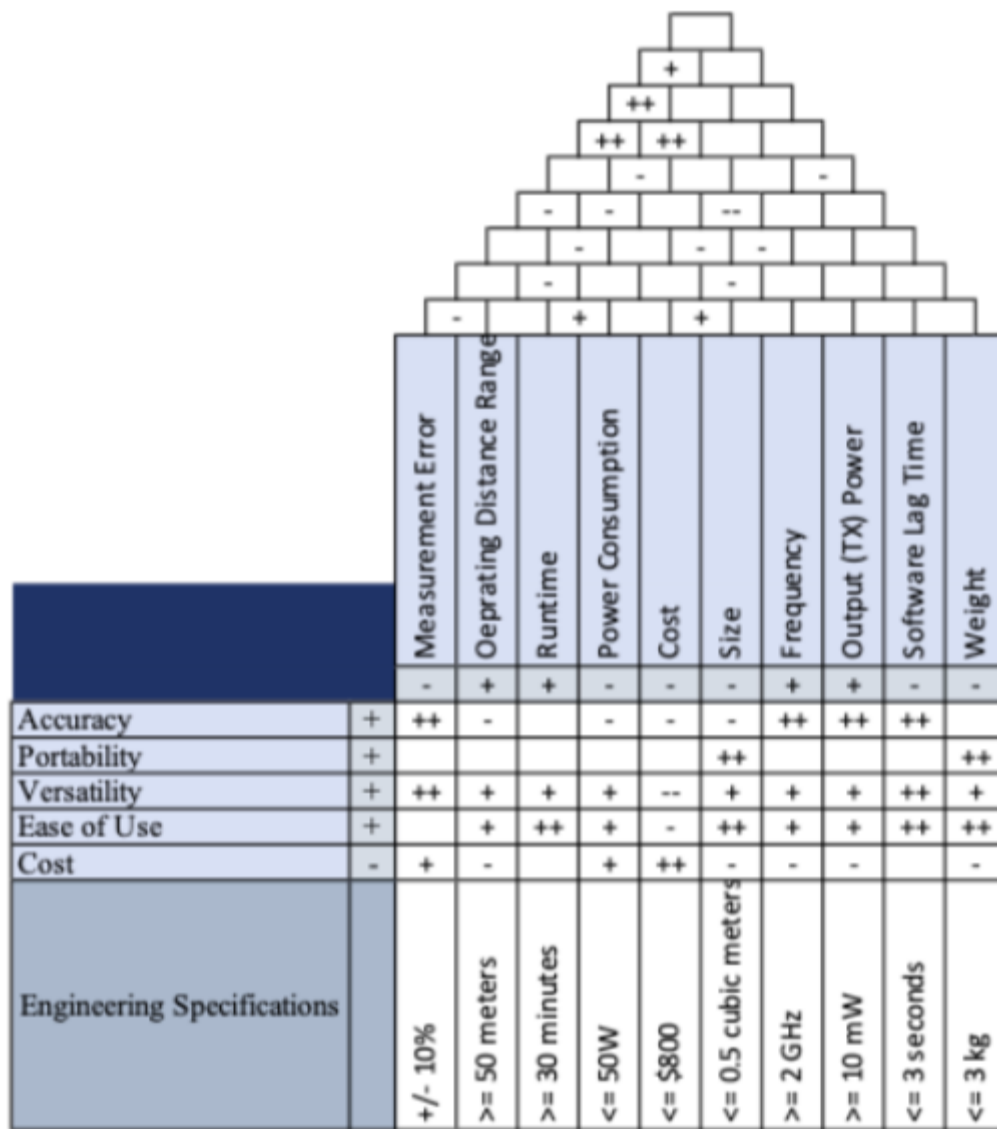 +
++
++ ++
- -
- - --
- - -
- -
- + +
Measurement Error
Oeprating Distance Range
Runtime
Power Consumption
Cost
Size
Frequency
Output (TX) Power
Software Lag Time
Weight
- + + - - - + + - -
Accuracy + ++ - - - - ++ ++ ++
Portability + ++ ++
Versatility + ++ + + + -- + + + ++ +
Ease of Use + + ++ + - ++ + + ++ ++
Cost - + - + ++ - - - -
Engineering Specifications
+/- 10%
>= 50 meters
>= 30 minutes
<= 50W
<= $800
<= 0.5 cubic meters
>= 2 GHz
>= 10 mW
<= 3 seconds
<= 3 kg